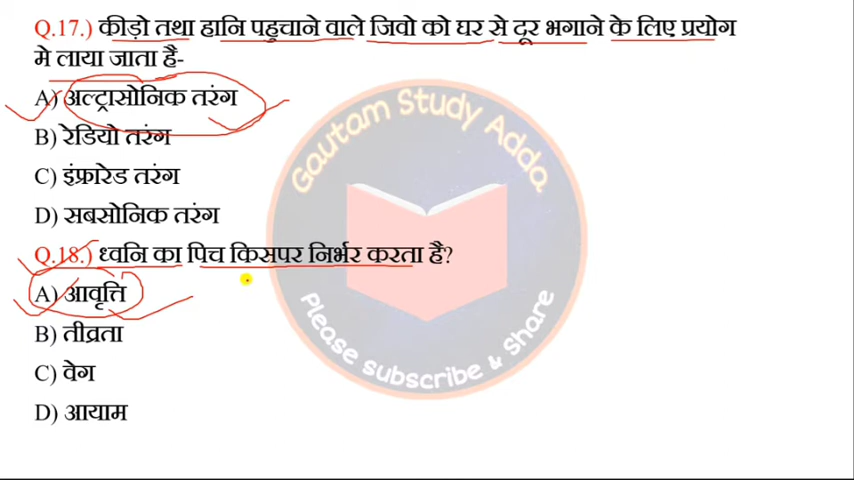 Q.17.) कीड़ो तथा हानि पहुचाने वाले जिवो को घर से दूर भगाने के लिए प्रयोग
मे लाया जाता है-
A) अल्ट्रासोनिक तरंग
B) रेडियो तरंग
C) इंफ्रारेड तरंग
D) सबसोनिक तरंग
Q.18.) ध्वनि का पिच किसपर निर्भर करता है?
A) आवृत्ति
B) तीव्रता
C) वेग
D) आयाम
Gautam Study Adda
Please subscribe & share